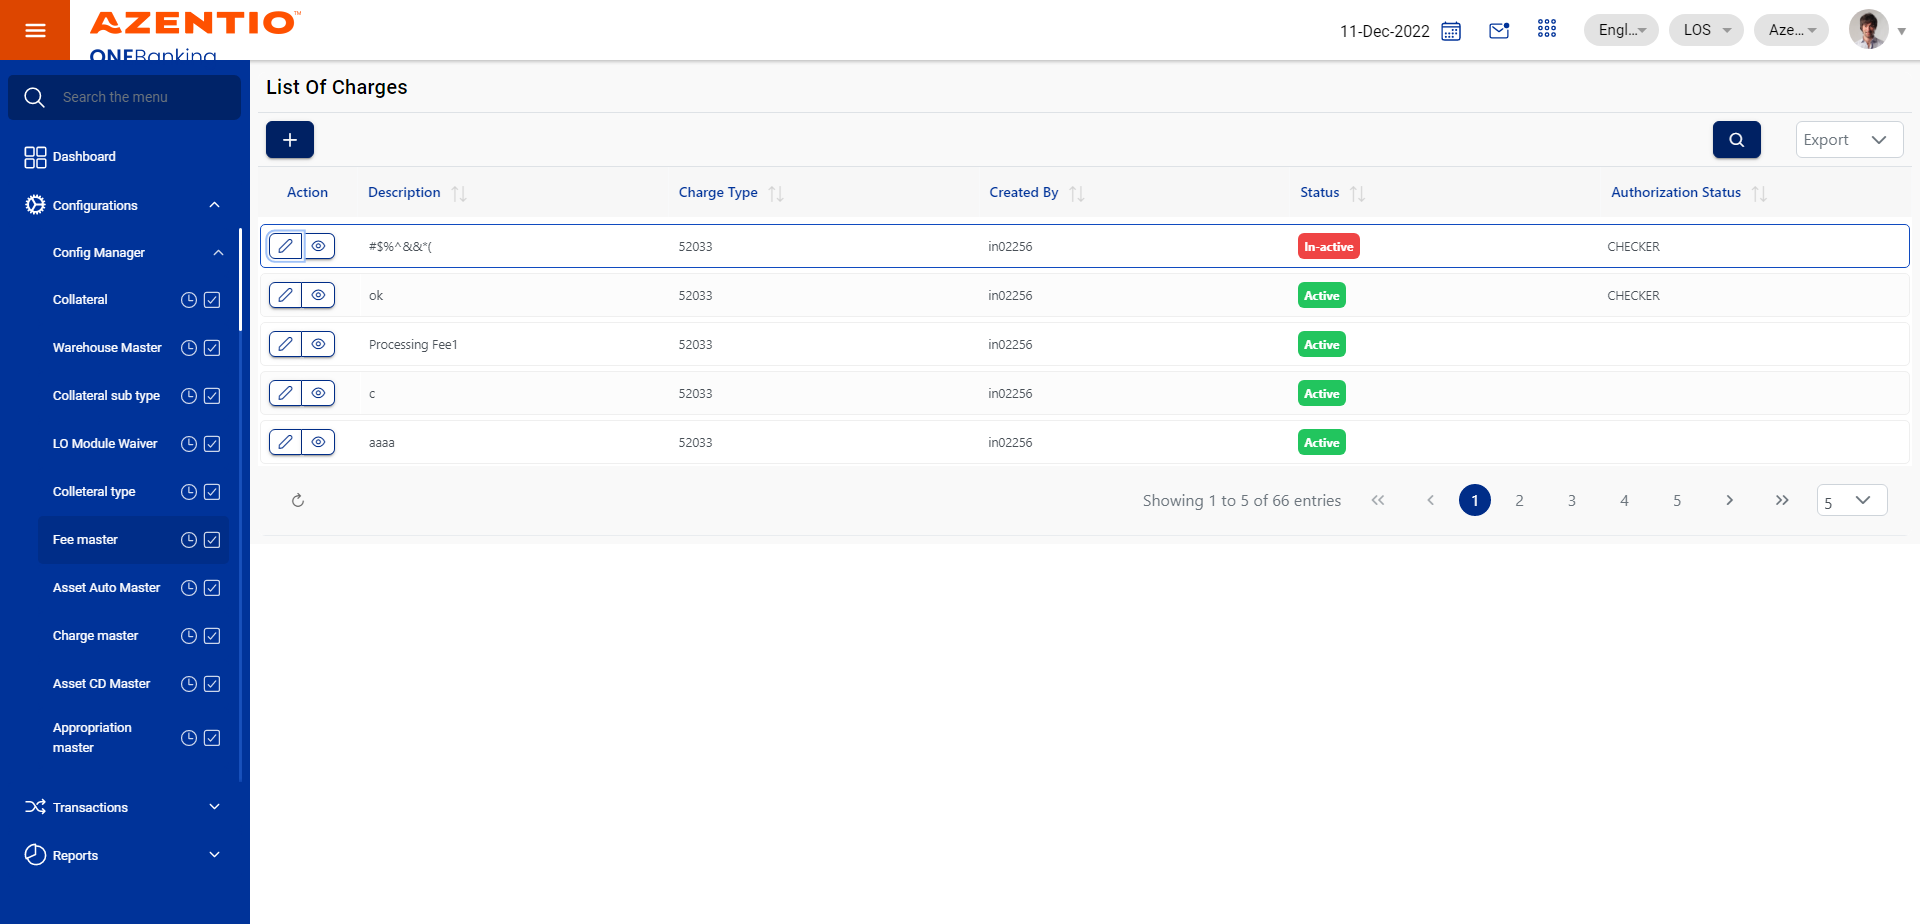 AZENTIO™
ONEBanking
11-Dec-2022
Engl...
LOS
Aze...
Search the menu
Dashboard
Configurations
Config Manager
Collateral
Warehouse Master
Collateral sub type
LO Module Waiver
Colleteral type
Fee master
Asset Auto Master
Charge master
Asset CD Master
Appropriation
master
Transactions
Reports
List Of Charges
Export
Action Description Charge Type Created By Status Authorization Status
#$%^&&*( 52033 in02256 In-active CHECKER
ok 52033 in02256 Active CHECKER
Processing Fee1 52033 in02256 Active
c 52033 in02256 Active
aaaa 52033 in02256 Active
Showing 1 to 5 of 66 entries 1 2 3 4 5 5